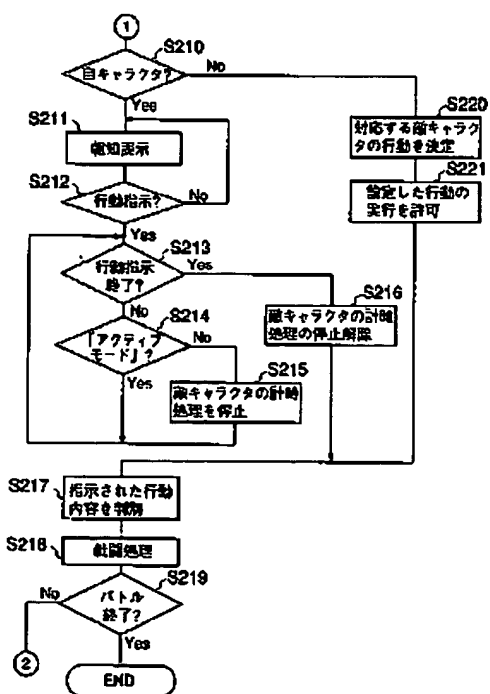 1
S210
自キャラクタ?
No
Yes
S220
対応する敵キャラク
タの行動を決定
S211
報知表示
S221
設定した行動の
実行を許可
S212
行動指示?
No
Yes
S213
行動指示
終了?
Yes
No
S216
敵キャラクタの計時
処理の停止解除
S214
「アクティブ
モード」?
No
Yes
S215
敵キャラクタの計時
処理を停止
S217
指示された行動
内容を判別
S218
戦闘処理
S219
バトル
終了?
No
Yes
2
END